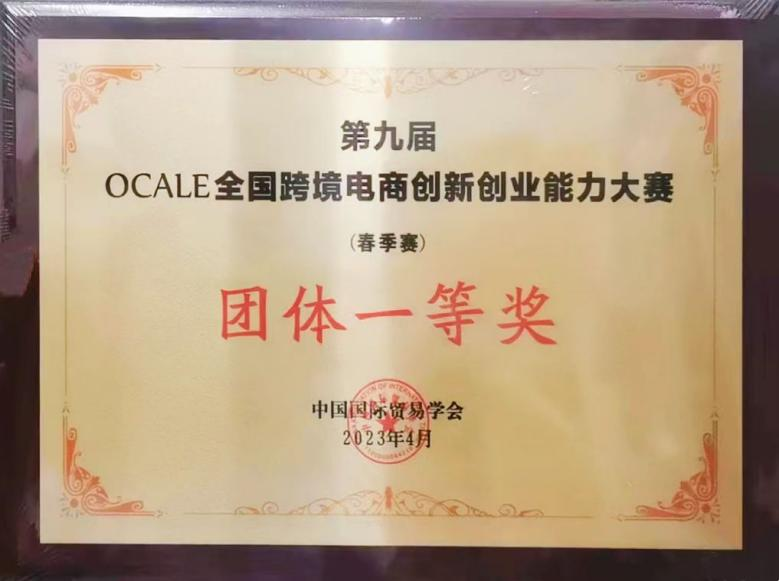 第九届
OCALE全国跨境电商创新创业能力大赛
（春季赛）
团体一等奖
中国国际贸易学会
2023年4月